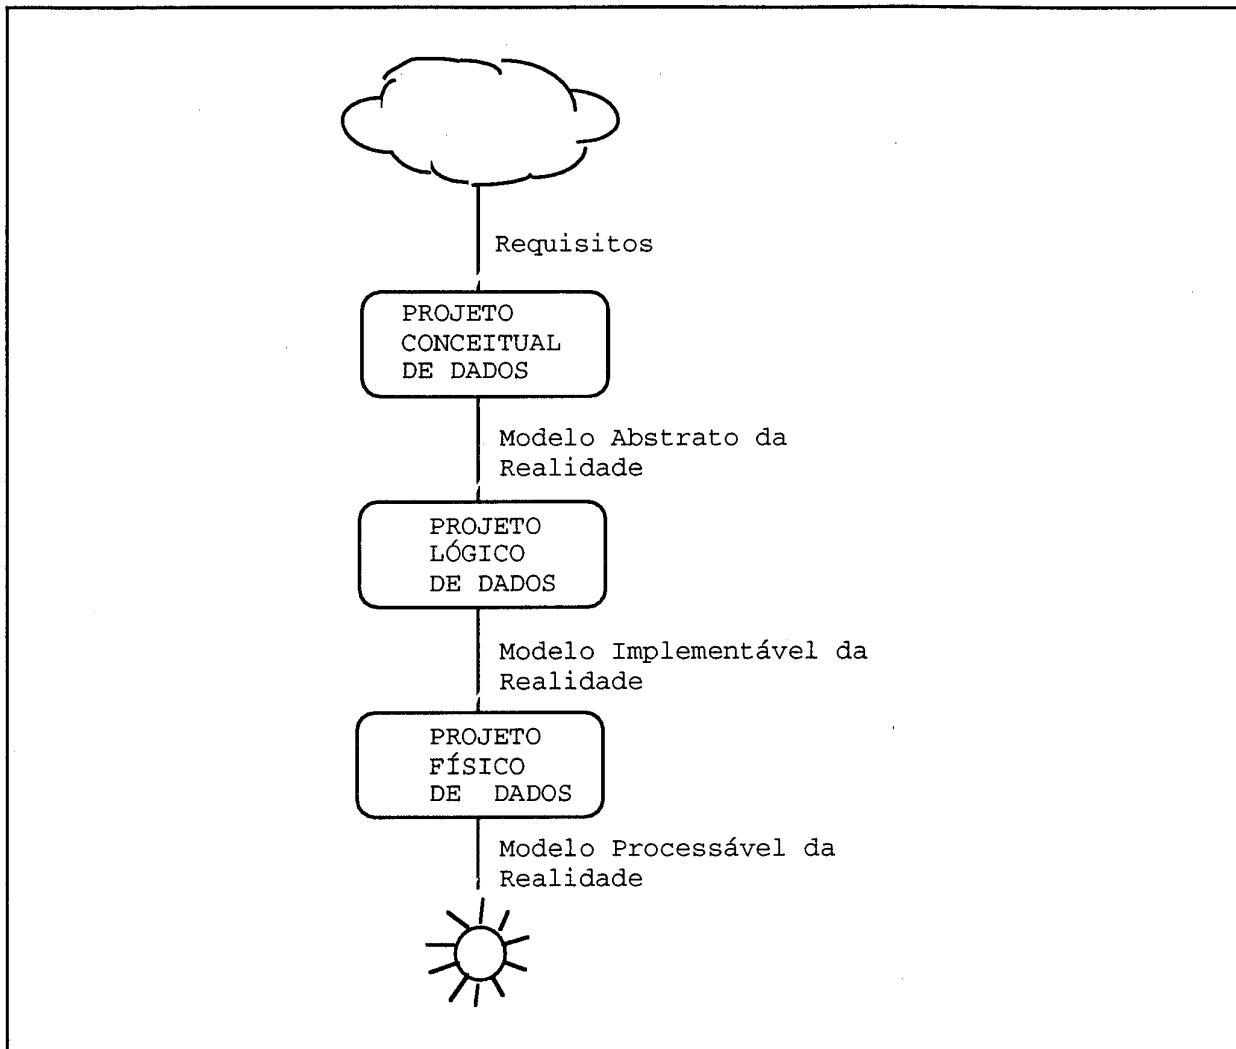 Requisitos
PROJETO
CONCEITUAL
DE DADOS
Modelo Abstrato da
Realidade
PROJETO
LÓGICO
DE DADOS
Modelo Implementável da
Realidade
PROJETO
FÍSICO
DE DADOS
Modelo Processável da
Realidade